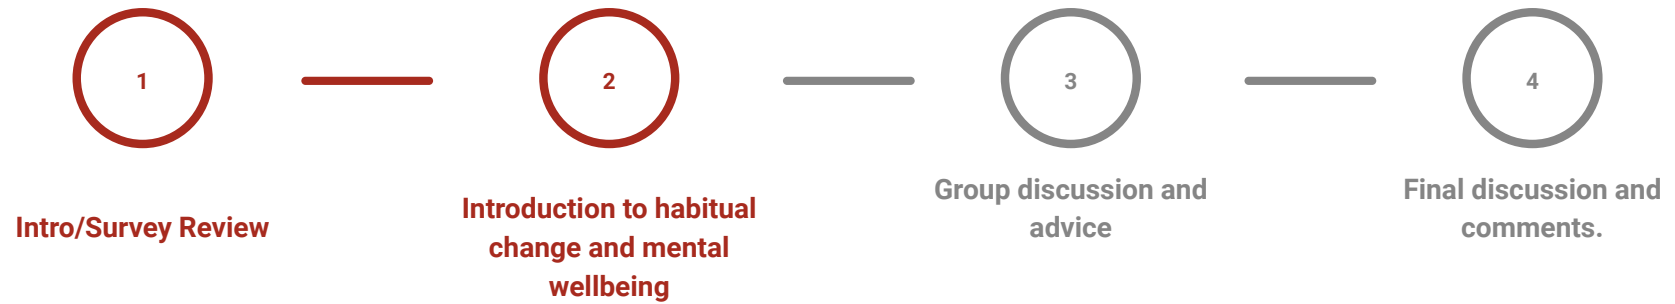 1
2
3
4
Intro/Survey Review
Introduction to habitual
change and mental
wellbeing
Group discussion and
advice
Final discussion and
comments.